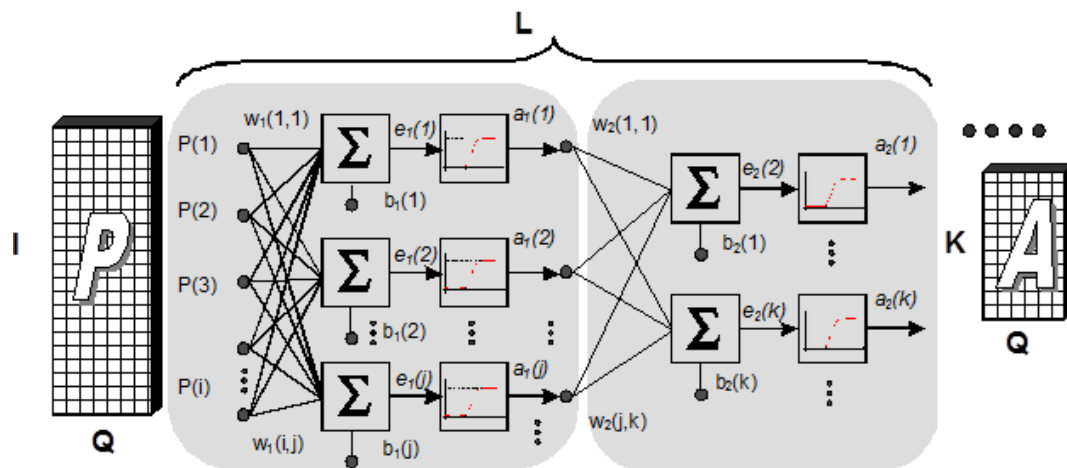 L
w₁(1,1)
e₁(1)
a₁(1)
w₂(1,1)
P(1)
Σ
b₁(1)
e₂(2)
a₂(1)
P(2)
Σ
e₁(2)
a₁(2)
b₂(1)
I
P
P(3)
Σ
b₁(2)
K
A
e₂(k)
a₂(k)
Σ
Q
P(i)
e₁(j)
a₁(j)
Σ
b₂(k)
w₂(j,k)
Q
w₁(i,j)
b₁(j)